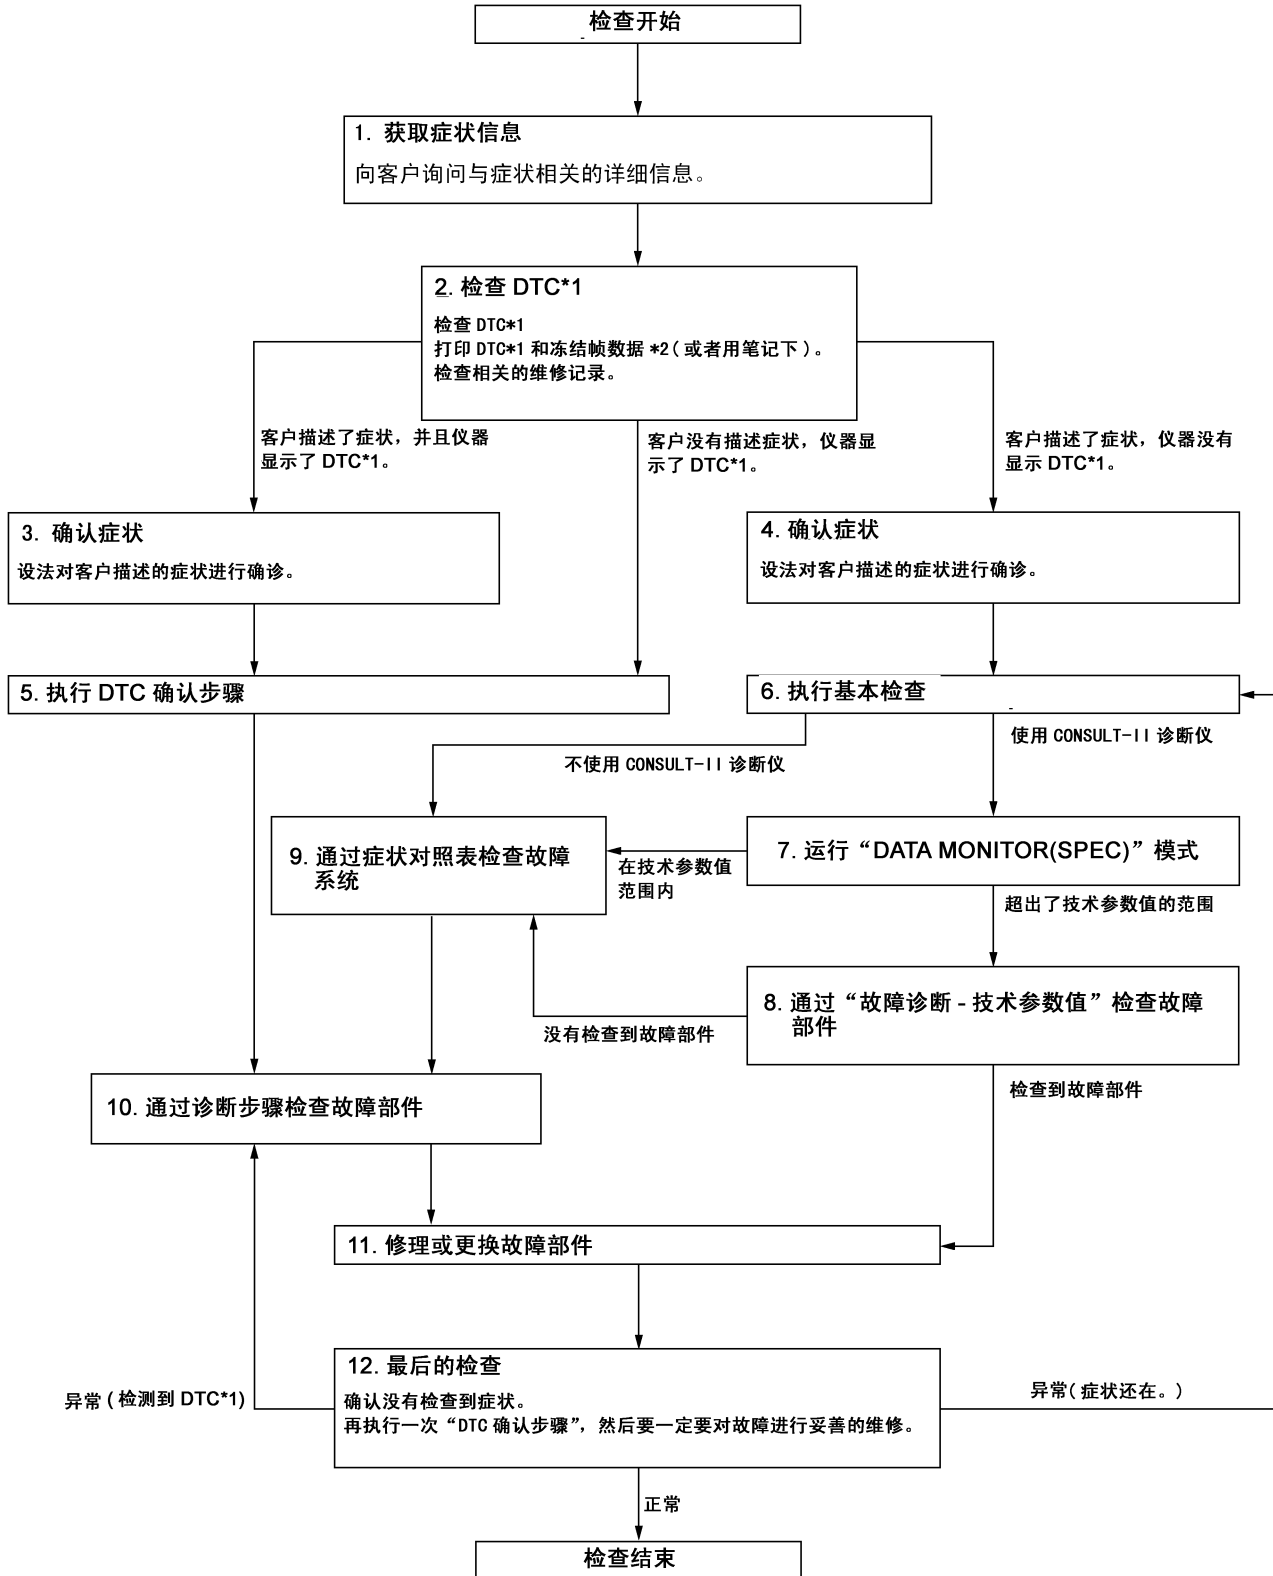 检查开始
1. 获取症状信息
向客户询问与症状相关的详细信息。
2. 检查 DTC*1
检查 DTC*1
打印 DTC*1 和冻结帧数据 *2（或者用笔记下）。
检查相关的维修记录。
客户描述了症状，并且仪器
显示了 DTC*1。
客户没有描述症状，仪器显
示了 DTC*1。
客户描述了症状，仪器没有
显示 DTC*1。
3. 确认症状
设法对客户描述的症状进行确诊。
4. 确认症状
设法对客户描述的症状进行确诊。
5. 执行 DTC 确认步骤
6. 执行基本检查
不使用 CONSULT-II 诊断仪
使用 CONSULT-II 诊断仪
9. 通过症状对照表检查故障
系统
在技术参数值
范围内
7. 运行“DATA MONITOR(SPEC)”模式
超出了技术参数值的范围
8. 通过“故障诊断 - 技术参数值”检查故障
部件
没有检查到故障部件
检查到故障部件
10. 通过诊断步骤检查故障部件
11. 修理或更换故障部件
12. 最后的检查
确认没有检查到症状。
再执行一次“DTC 确认步骤”，然后要一定要对故障进行妥善的维修。
异常（检测到 DTC*1）
异常（症状还在。）
正常
检查结束